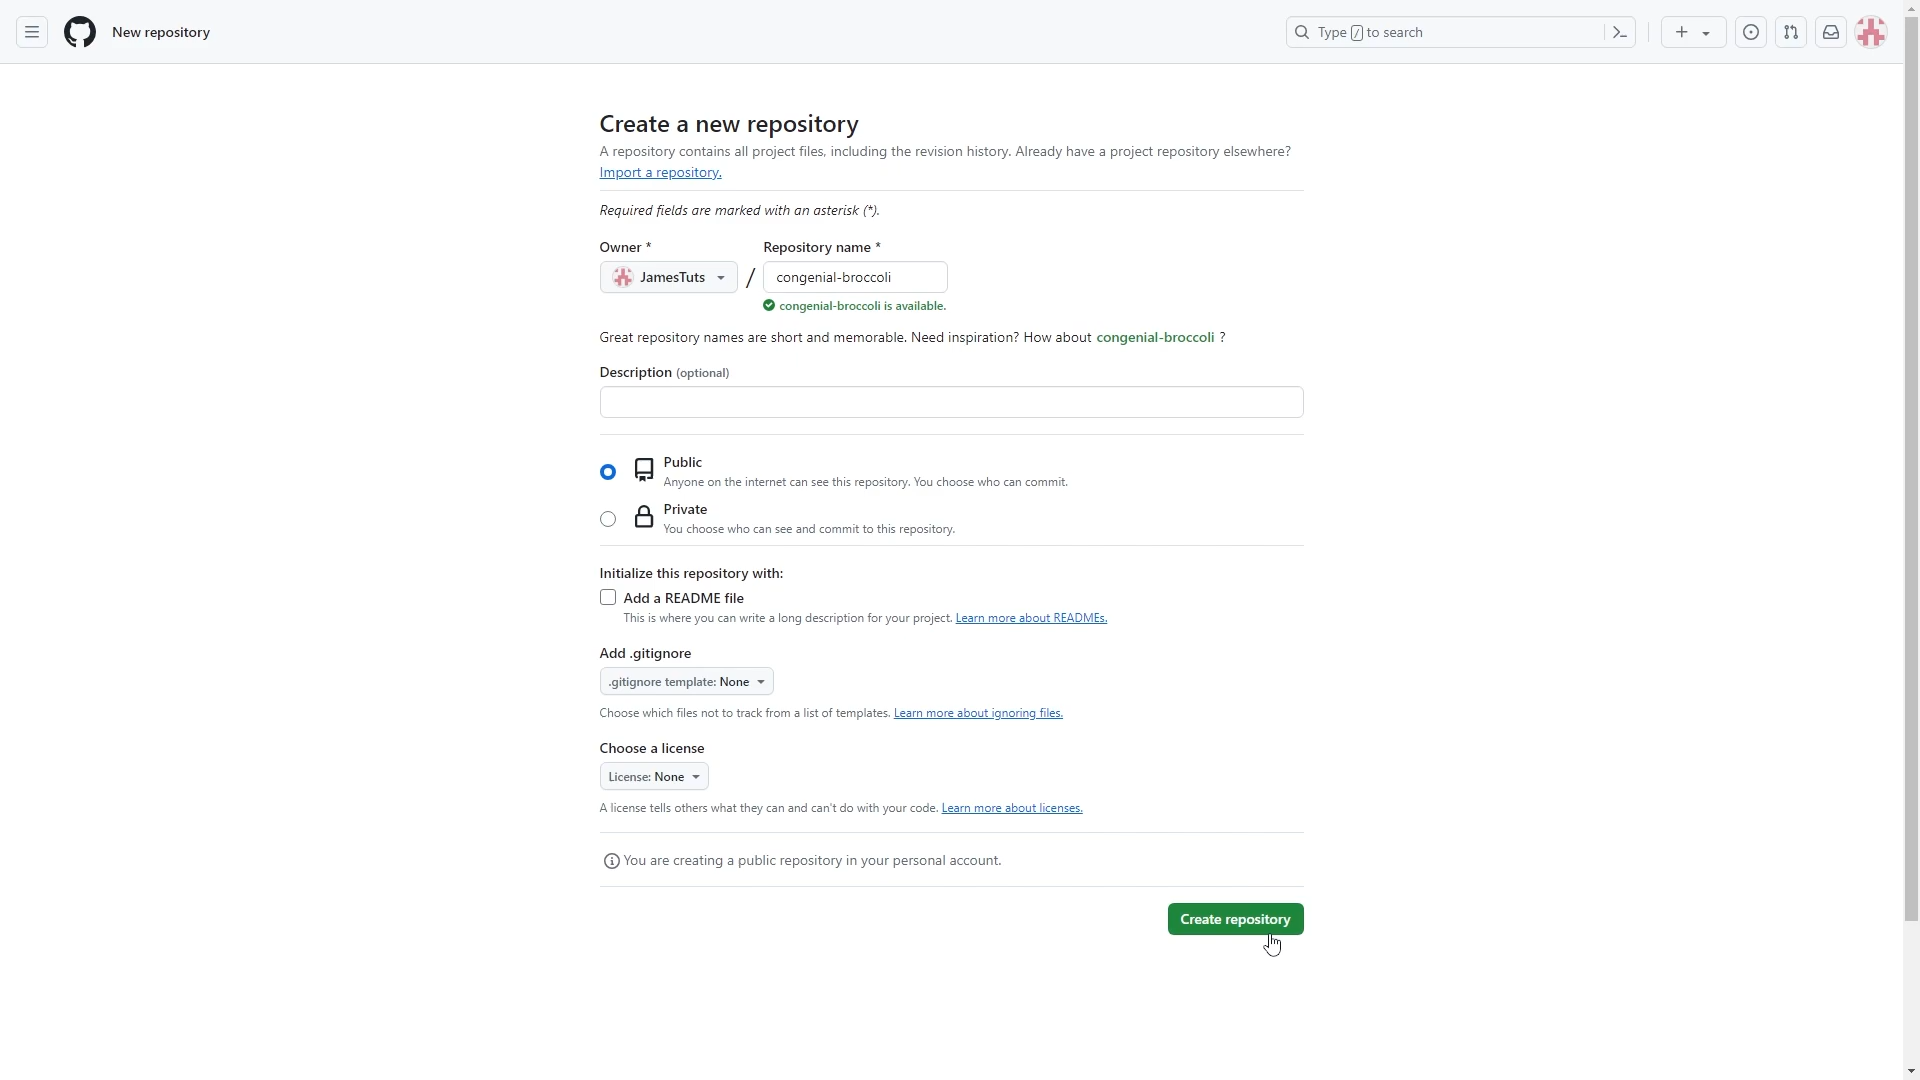 New repository
Type / to search
Create a new repository
A repository contains all project files, including the revision history. Already have a project repository elsewhere?
Import a repository.
Required fields are marked with an asterisk (*).
Owner * Repository name *
JamesTuts / congenial-broccoli
congenial-broccoli is available.
Great repository names are short and memorable. Need inspiration? How about congenial-broccoli ?
Description (optional)
Public
Anyone on the internet can see this repository. You choose who can commit.
Private
You choose who can see and commit to this repository.
Initialize this repository with:
Add a README file
This is where you can write a long description for your project. Learn more about READMEs.
Add .gitignore
.gitignore template: None
Choose which files not to track from a list of templates. Learn more about ignoring files.
Choose a license
License: None
A license tells others what they can and can't do with your code. Learn more about licenses.
You are creating a public repository in your personal account.
Create repository